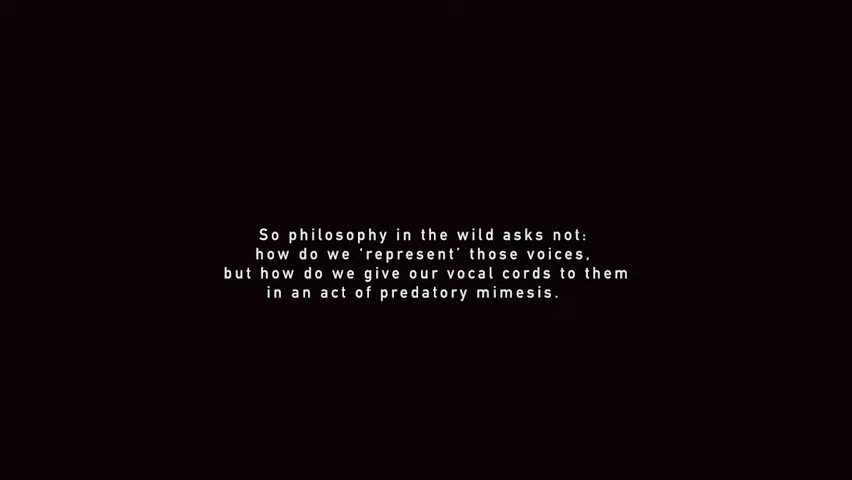 So philosophy in the wild asks not:
how do we ‘represent’ those voices,
but how do we give our vocal cords to them
in an act of predatory mimesis.